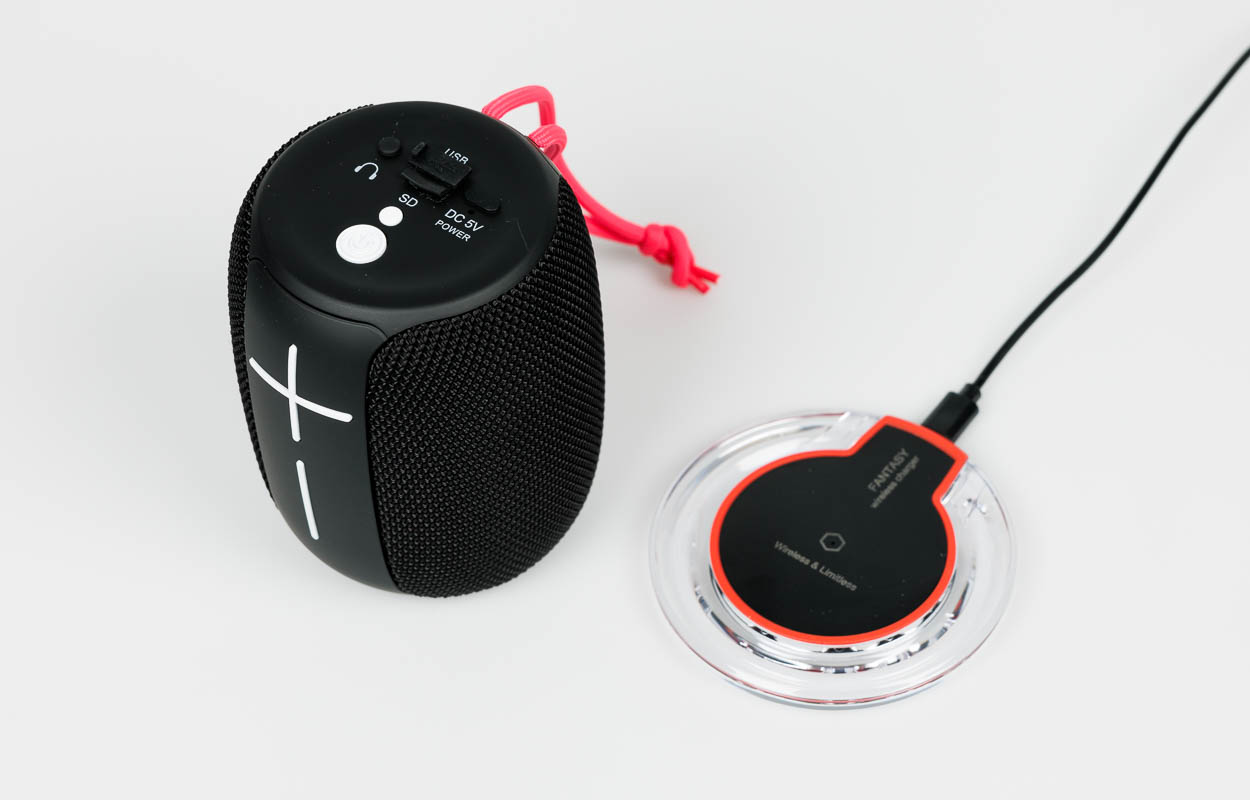 USB
SD
DC 5V
POWER
FANTASY
wireless charger
Wireless & Limitless